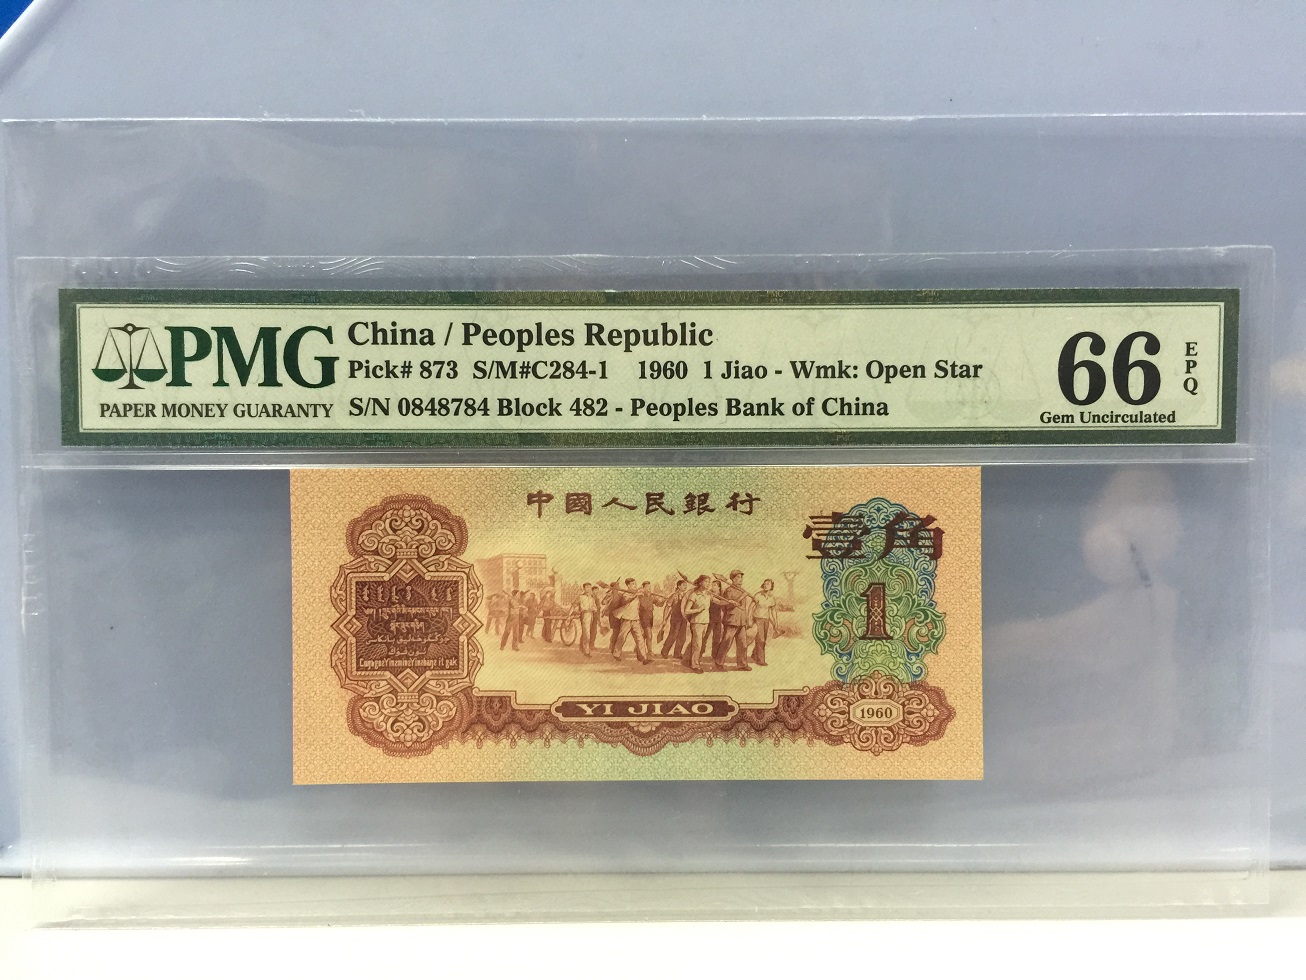 PMG
PAPER MONEY GUARANTY
China / Peoples Republic
Pick# 873 S/M#C284-1 1960 1 Jiao - Wmk: Open Star
S/N 0848784 Block 482 - Peoples Bank of China
66
EPQ
Gem Uncirculated
中國人民銀行
壹角
1
YI JIAO
1960